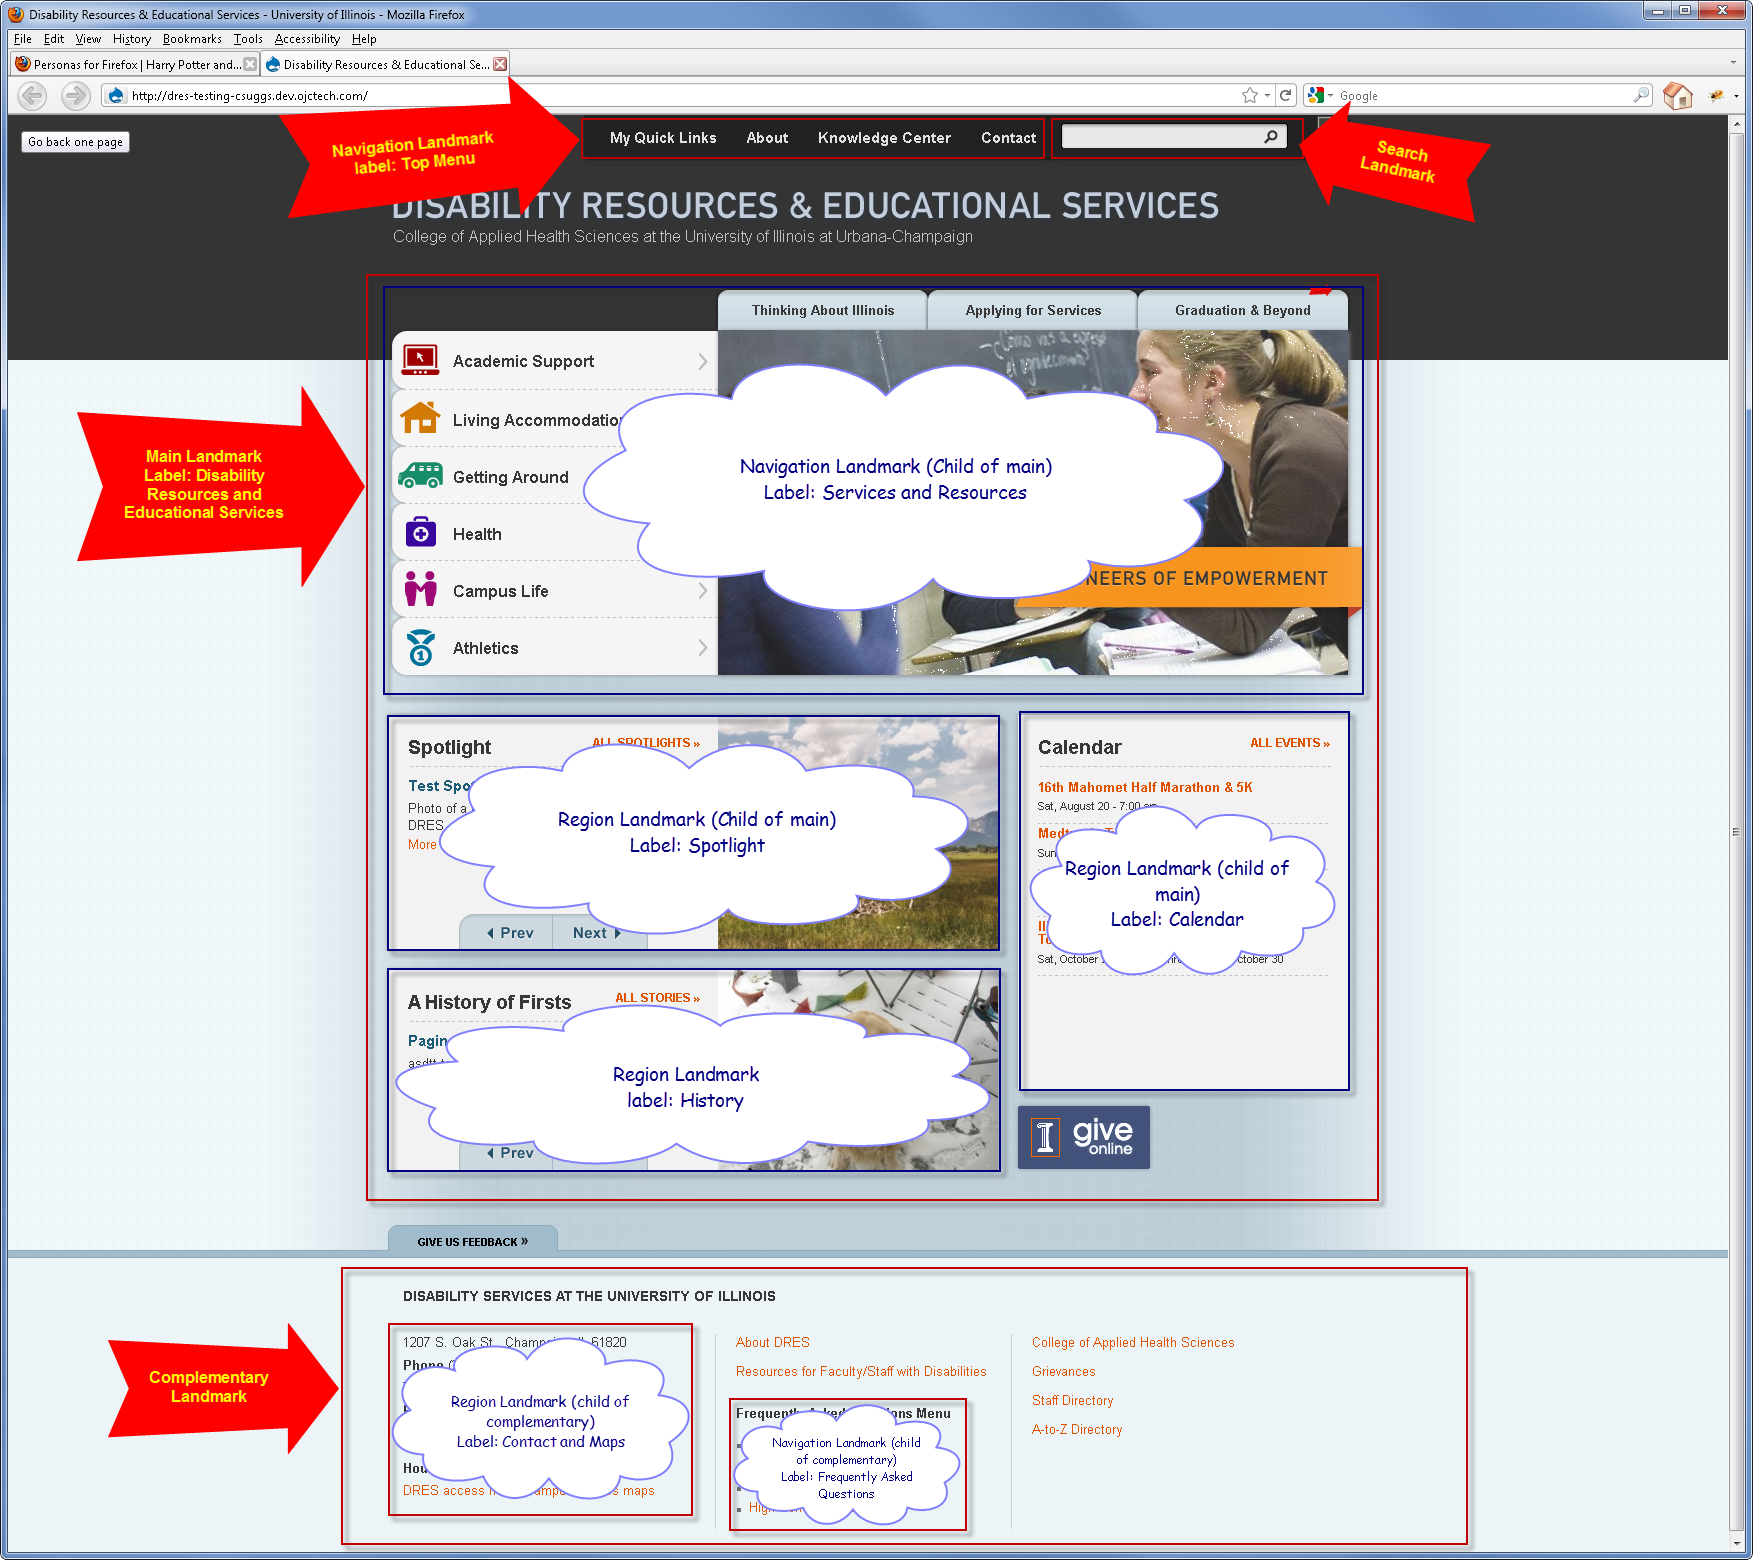 Disability Resources & Educational Services - University of Illinois - Mozilla Firefox
File Edit View History Bookmarks Tools Accessibility Help
Personas for Firefox | Harry Potter and...
Disability Resources & Educational Se...
http://dres-testing-csuggs.dev.ojctech.com/
Google
Go back one page
Navigation Landmark
label: Top Menu
My Quick Links About Knowledge Center Contact
Search
Landmark
DISABILITY RESOURCES & EDUCATIONAL SERVICES
College of Applied Health Sciences at the University of Illinois at Urbana-Champaign
Thinking About Illinois Applying for Services Graduation & Beyond
Academic Support
Living Accommodatio
Getting Around
Health
Campus Life
Athletics
Main Landmark
Label: Disability
Resources and
Educational Services
Navigation Landmark (Child of main)
Label: Services and Resources
NEERS OF EMPOWERMENT
Spotlight
ALL SPOTLIGHTS »
Test Spo
Photo of a
DRES
More
Region Landmark (Child of main)
Label: Spotlight
Prev Next
Calendar
ALL EVENTS »
16th Mahomet Half Marathon & 5K
Sat, August 20 - 7:00 am
Sun
Region Landmark (child of
main)
Label: Calendar
Sat, October
ctober 30
A History of Firsts
ALL STORIES »
Pagin
Region Landmark
label: History
Prev
I give
online
GIVE US FEEDBACK »
Complementary
Landmark
DISABILITY SERVICES AT THE UNIVERSITY OF ILLINOIS
1207 S. Oak St., Champaign, IL 61820
Phone
Region Landmark (child of
complementary)
Label: Contact and Maps
Hou
DRES access
maps
About DRES
Resources for Faculty/Staff with Disabilities
Frequently Asked Questions Menu
Navigation Landmark (child
of complementary)
Label: Frequently Asked
Questions
High
College of Applied Health Sciences
Grievances
Staff Directory
A-to-Z Directory